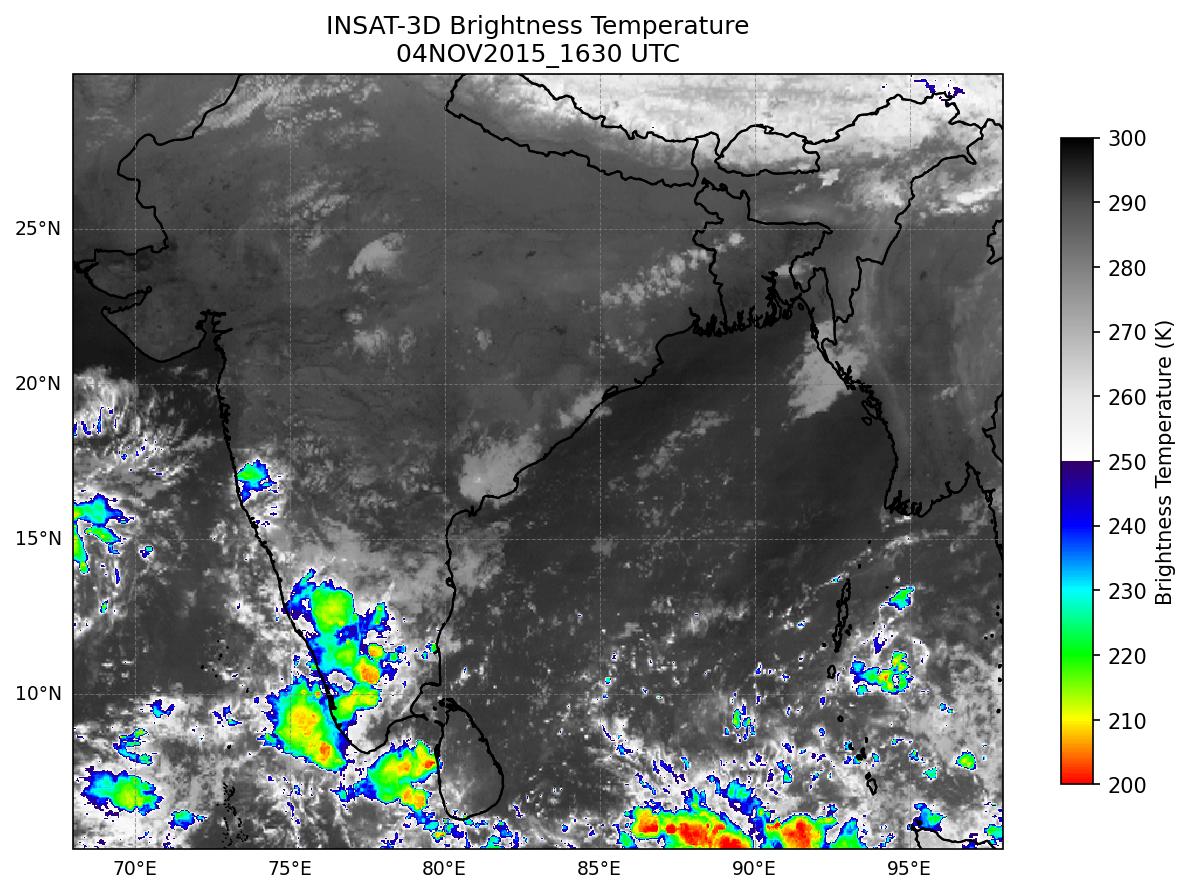 INSAT-3D Brightness Temperature
04NOV2015_1630 UTC
25°N
20°N
15°N
10°N
70°E
75°E
80°E
85°E
90°E
95°E
300
290
280
270
260
250
240
230
220
210
200
Brightness Temperature (K)